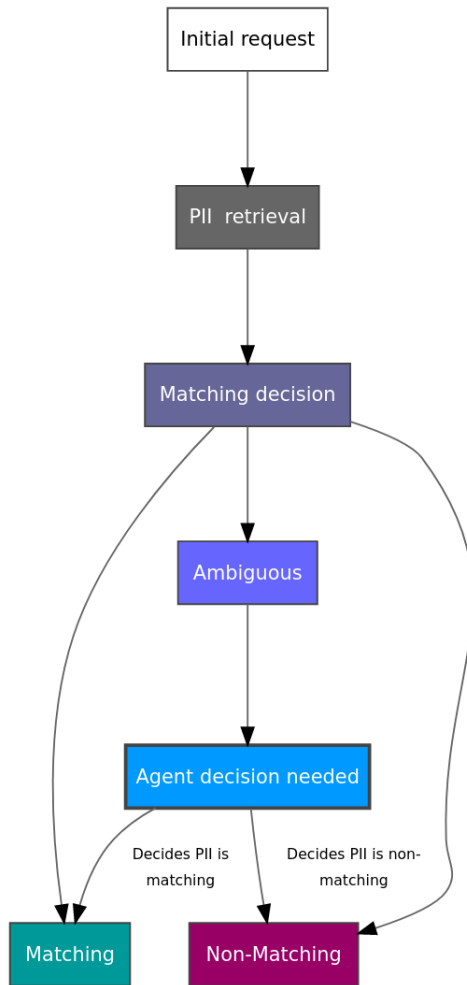 Initial request
PII  retrieval
Matching decision
Ambiguous
Agent decision needed
Decides PII is
matching
Decides PII is non-
matching
Matching
Non-Matching